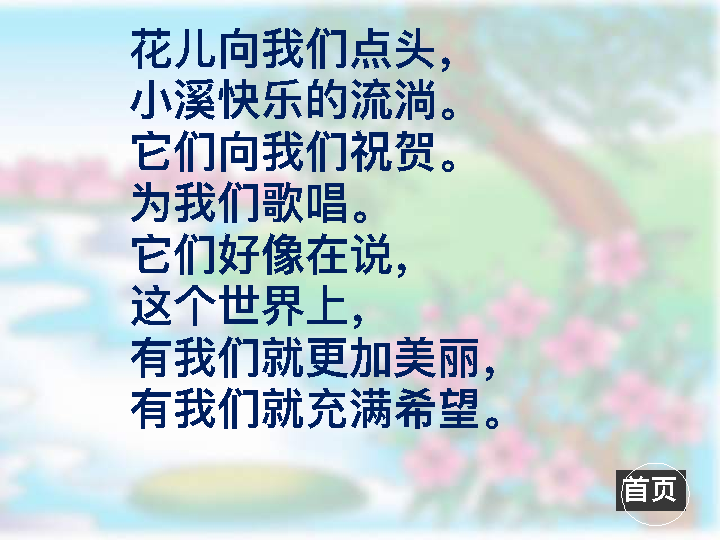 花儿向我们点头，
小溪快乐的流淌。
它们向我们祝贺。
为我们歌唱。
它们好像在说，
这个世界上，
有我们就更加美丽，
有我们就充满希望。
首页